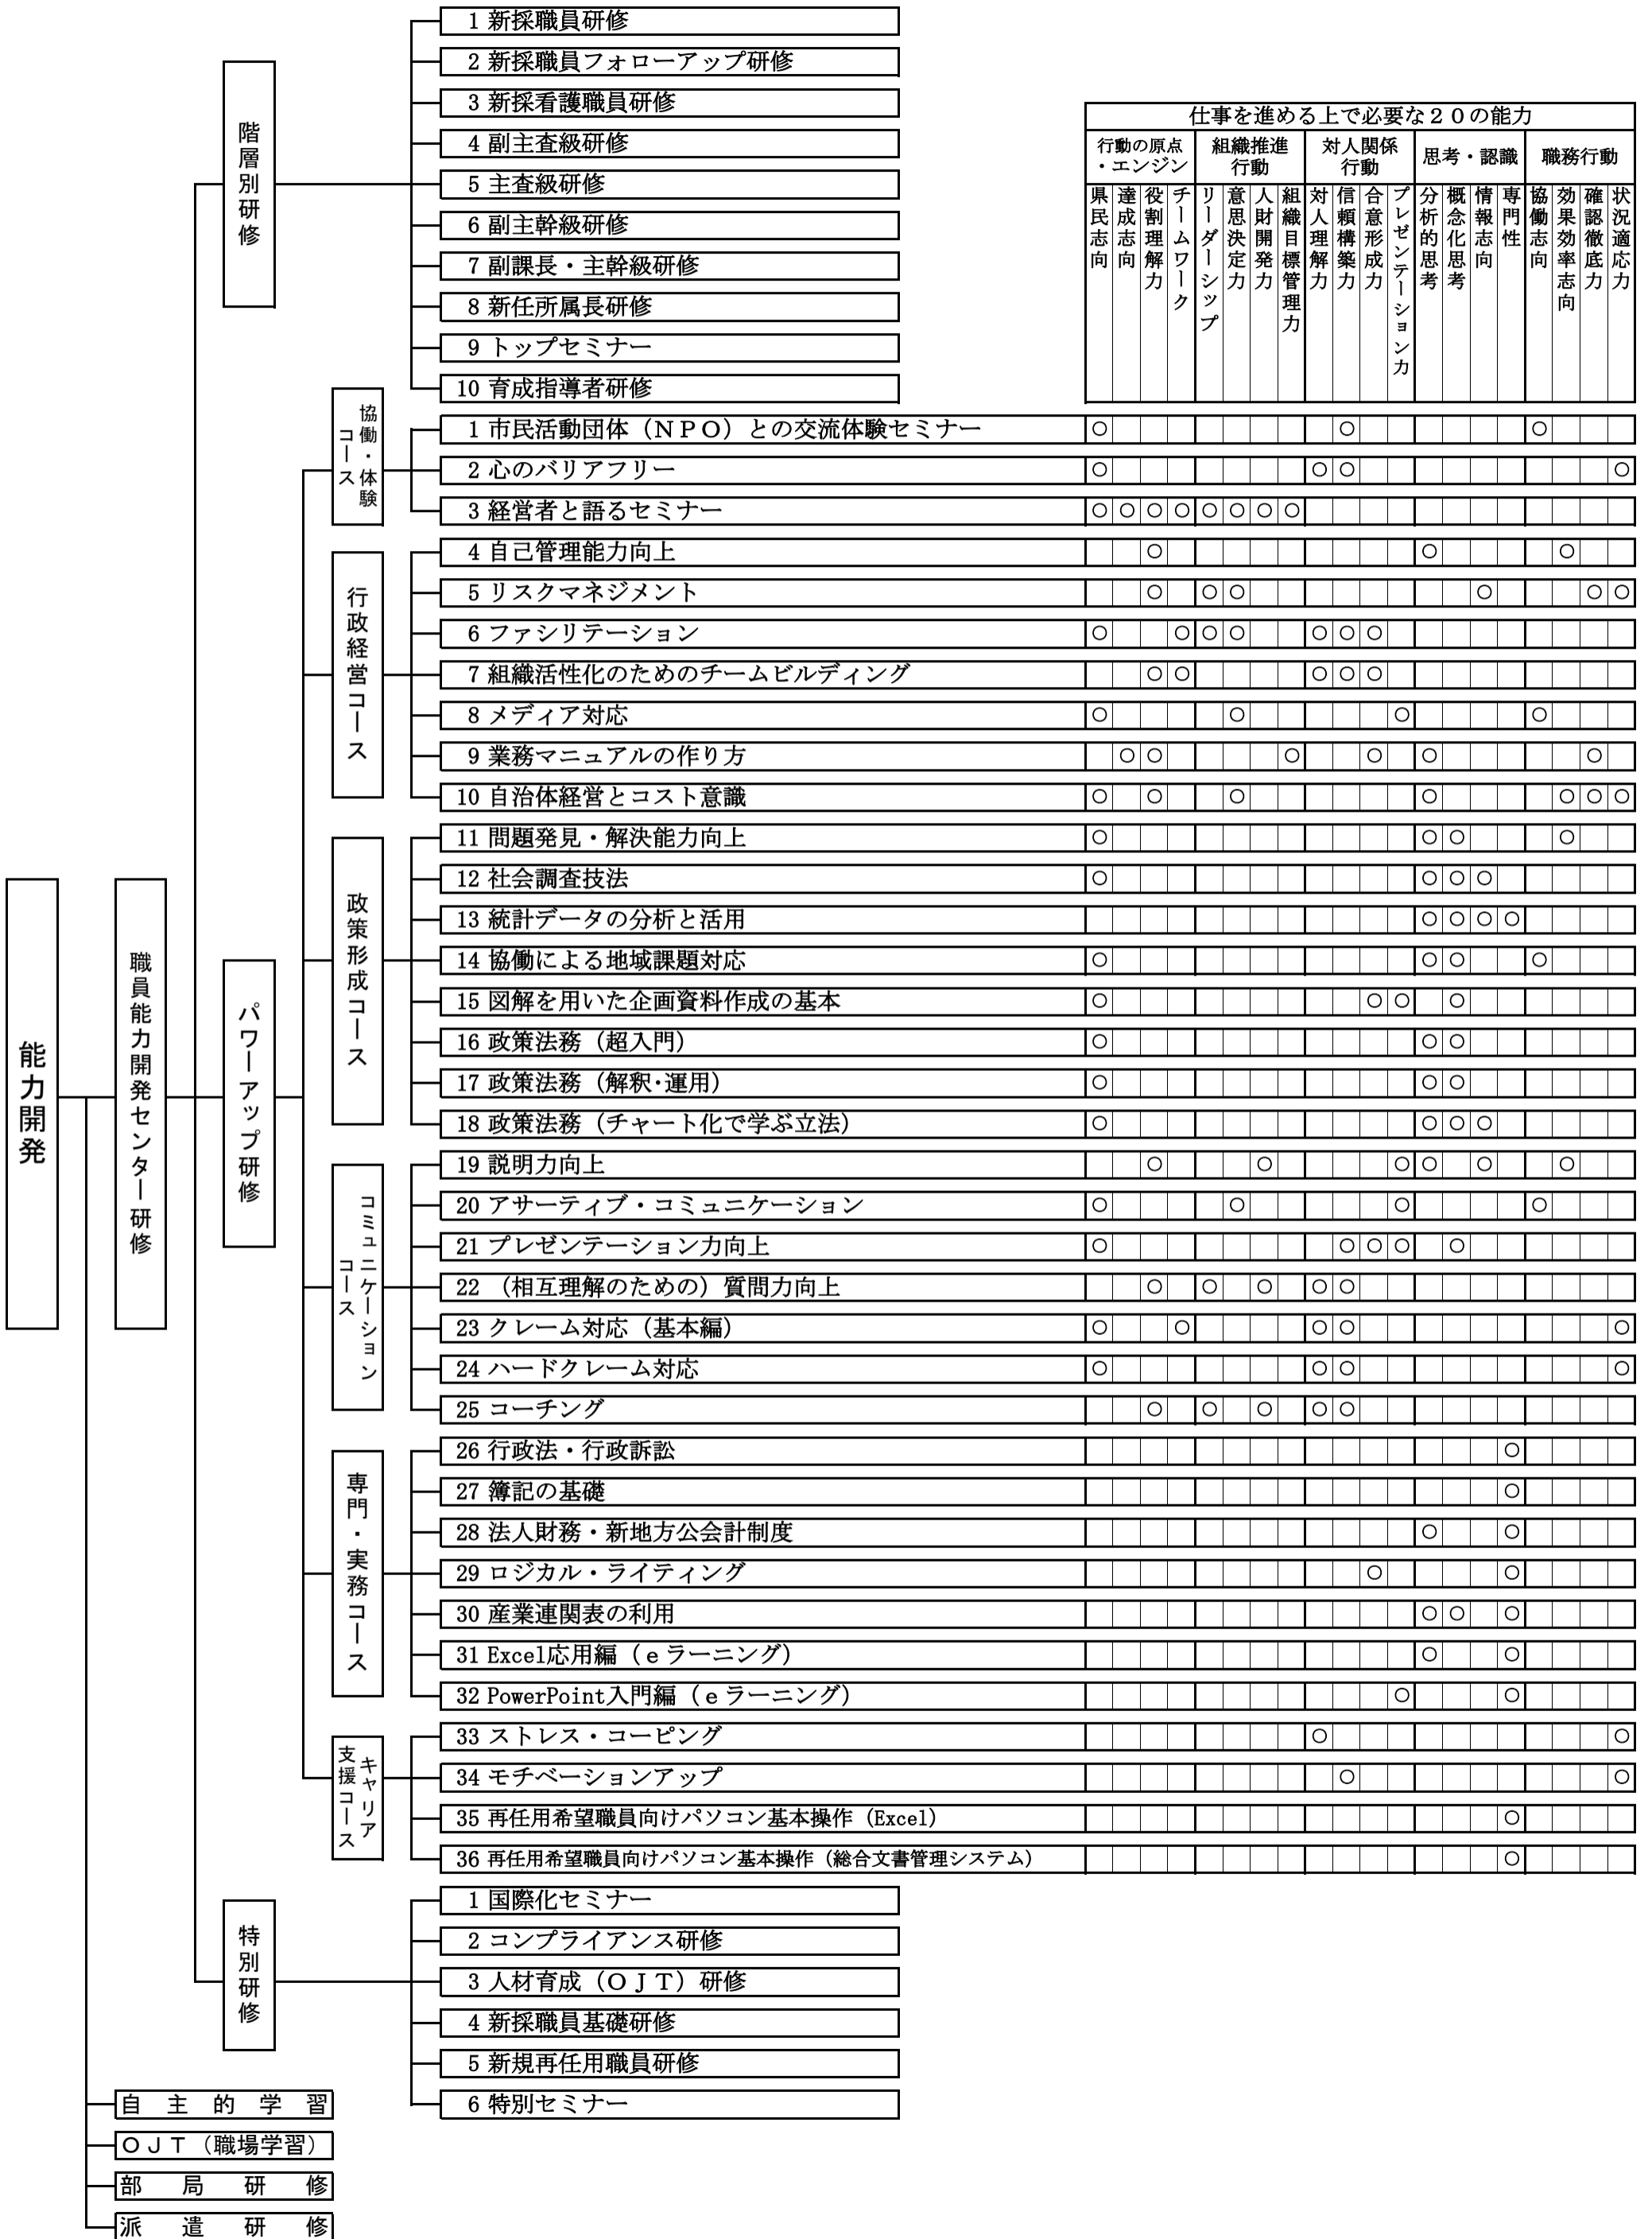 能力開発
職員能力開発センター研修
階層別研修
1 新採職員研修
2 新採職員フォローアップ研修
3 新採看護職員研修
4 副主査級研修
5 主査級研修
6 副主幹級研修
7 副課長・主幹級研修
8 新任所属長研修
9 トップセミナー
10 育成指導者研修
仕事を進める上で必要な２０の能力
行動の原点
・エンジン
組織推進
行動
対人関係
行動
思考・認識
職務行動
県民志向
達成志向
役割理解力
チームワーク
リーダーシップ
意思決定力
人財開発力
組織目標管理力
対人理解力
信頼構築力
合意形成力
プレゼンテーション力
分析的思考
概念化思考
情報志向
専門性
協働志向
効果効率志向
確認徹底力
状況適応力
パワーアップ研修
協働・体験
コース
1 市民活動団体（ＮＰＯ）との交流体験セミナー ○ ○ ○
2 心のバリアフリー ○ ○ ○ ○
3 経営者と語るセミナー ○ ○ ○ ○ ○ ○ ○ ○
行政経営コース
4 自己管理能力向上 ○ ○ ○
5 リスクマネジメント ○ ○ ○ ○ ○ ○
6 ファシリテーション ○ ○ ○ ○ ○ ○ ○
7 組織活性化のためのチームビルディング ○ ○ ○ ○ ○
8 メディア対応 ○ ○ ○ ○
9 業務マニュアルの作り方 ○ ○ ○ ○ ○ ○
10 自治体経営とコスト意識 ○ ○ ○ ○ ○ ○ ○
政策形成コース
11 問題発見・解決能力向上 ○ ○ ○ ○
12 社会調査技法 ○ ○ ○ ○
13 統計データの分析と活用 ○ ○ ○ ○
14 協働による地域課題対応 ○ ○ ○ ○
15 図解を用いた企画資料作成の基本 ○ ○ ○ ○
16 政策法務（超入門） ○ ○ ○
17 政策法務（解釈・運用） ○ ○ ○
18 政策法務（チャート化で学ぶ立法） ○ ○ ○ ○
コミュニケーション
コース
19 説明力向上 ○ ○ ○ ○ ○ ○
20 アサーティブ・コミュニケーション ○ ○ ○ ○
21 プレゼンテーション力向上 ○ ○ ○ ○ ○
22 （相互理解のための）質問力向上 ○ ○ ○ ○ ○
23 クレーム対応（基本編） ○ ○ ○ ○ ○
24 ハードクレーム対応 ○ ○ ○ ○
25 コーチング ○ ○ ○ ○ ○
専門・実務コース
26 行政法・行政訴訟 ○
27 簿記の基礎 ○
28 法人財務・新地方公会計制度 ○ ○
29 ロジカル・ライティング ○ ○
30 産業連関表の利用 ○ ○ ○
31 Excel応用編（ｅラーニング） ○ ○
32 PowerPoint入門編（ｅラーニング） ○ ○
キャリア
支援コース
33 ストレス・コーピング ○ ○
34 モチベーションアップ ○ ○
35 再任用希望職員向けパソコン基本操作（Excel） ○
36 再任用希望職員向けパソコン基本操作（総合文書管理システム） ○
特別研修
1 国際化セミナー
2 コンプライアンス研修
3 人材育成（ＯＪＴ）研修
4 新採職員基礎研修
5 新規再任用職員研修
6 特別セミナー
自主的学習
ＯＪＴ（職場学習）
部局研修
派遣研修